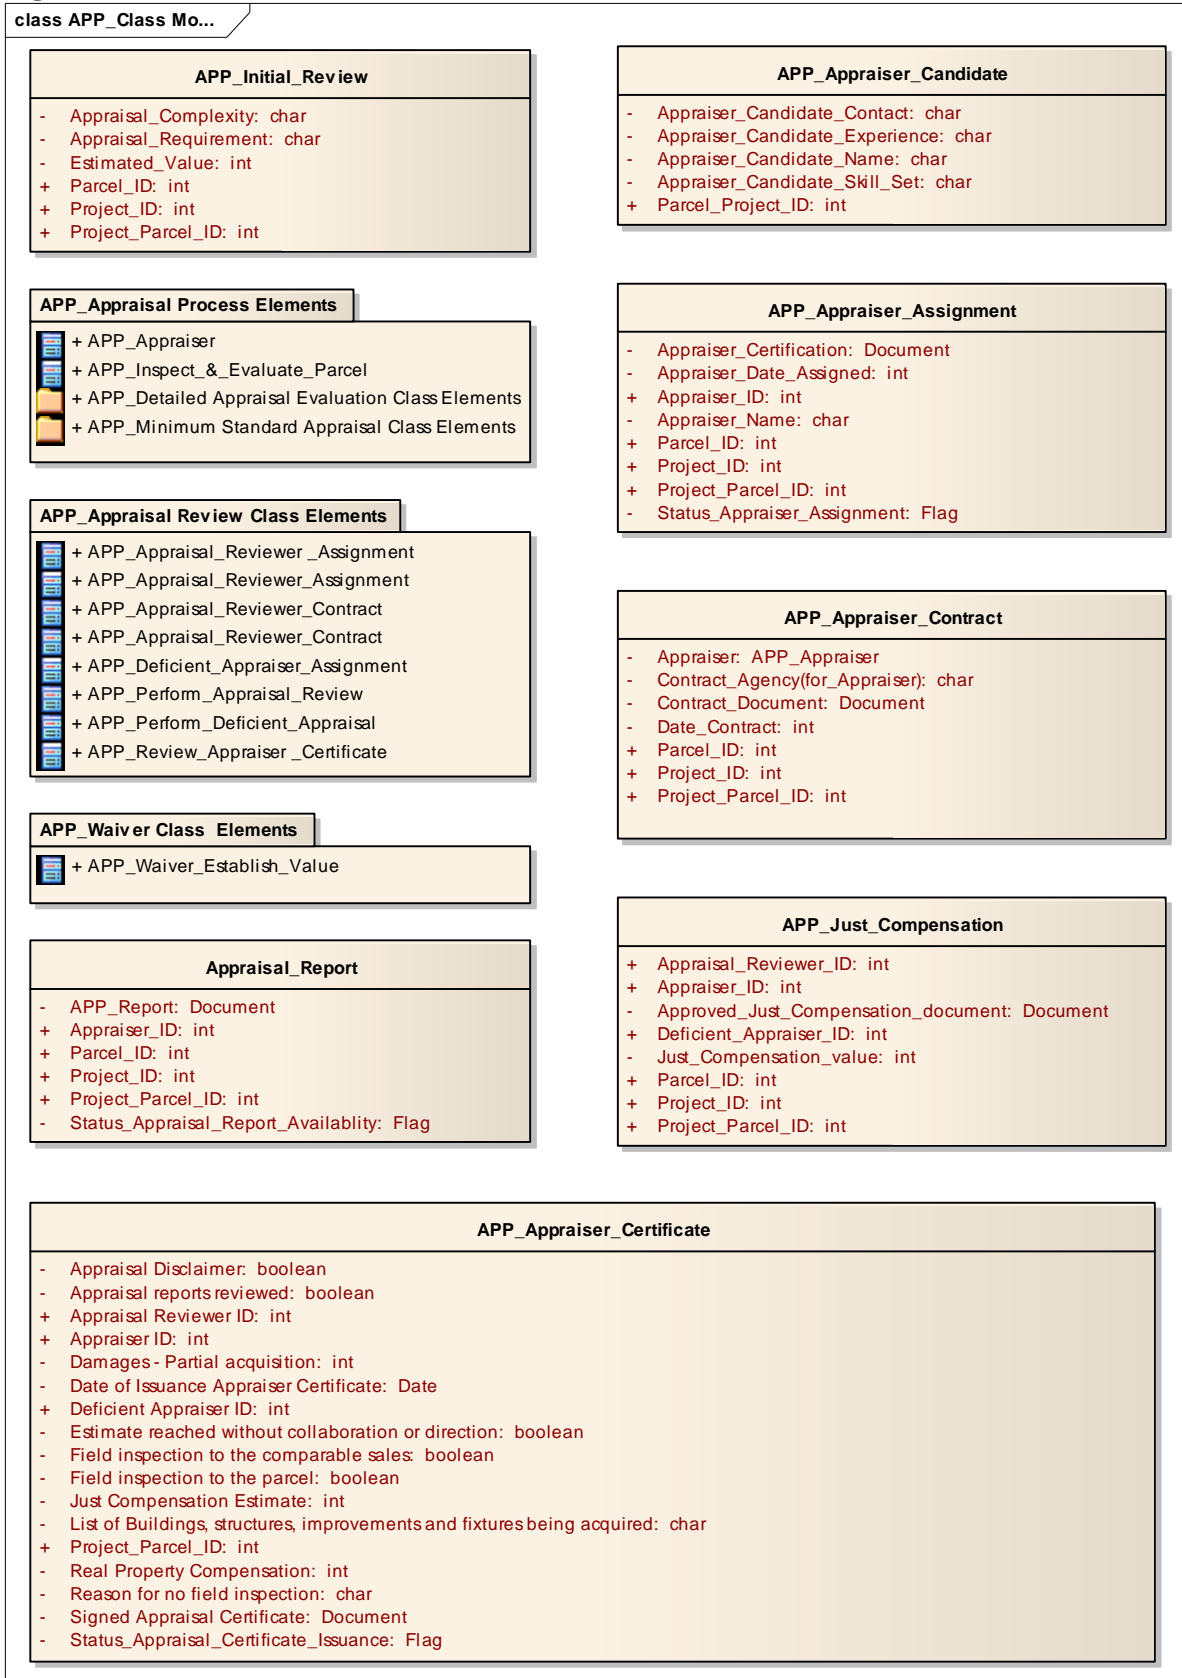 class APP_Class Mo...
APP_Initial_Review
- Appraisal_Complexity: char
- Appraisal_Requirement: char
- Estimated_Value: int
+ Parcel_ID: int
+ Project_ID: int
+ Project_Parcel_ID: int
APP_Appraisal Process Elements
+ APP_Appraiser
+ APP_Inspect_&_Evaluate_Parcel
+ APP_Detailed Appraisal Evaluation Class Elements
+ APP_Minimum Standard Appraisal Class Elements
APP_Appraisal Review Class Elements
+ APP_Appraisal_Reviewer _Assignment
+ APP_Appraisal_Reviewer_Assignment
+ APP_Appraisal_Reviewer_Contract
+ APP_Appraisal_Reviewer_Contract
+ APP_Deficient_Appraiser_Assignment
+ APP_Perform_Appraisal_Review
+ APP_Perform_Deficient_Appraisal
+ APP_Review_Appraiser _Certificate
APP_Waiver Class Elements
+ APP_Waiver_Establish_Value
Appraisal_Report
- APP_Report: Document
+ Appraiser_ID: int
+ Parcel_ID: int
+ Project_ID: int
+ Project_Parcel_ID: int
- Status_Appraisal_Report_Availablity: Flag
APP_Appraiser_Candidate
- Appraiser_Candidate_Contact: char
- Appraiser_Candidate_Experience: char
- Appraiser_Candidate_Name: char
- Appraiser_Candidate_Skill_Set: char
+ Parcel_Project_ID: int
APP_Appraiser_Assignment
- Appraiser_Certification: Document
- Appraiser_Date_Assigned: int
+ Appraiser_ID: int
- Appraiser_Name: char
+ Parcel_ID: int
+ Project_ID: int
+ Project_Parcel_ID: int
- Status_Appraiser_Assignment: Flag
APP_Appraiser_Contract
- Appraiser: APP_Appraiser
- Contract_Agency(for_Appraiser): char
- Contract_Document: Document
- Date_Contract: int
+ Parcel_ID: int
+ Project_ID: int
+ Project_Parcel_ID: int
APP_Just_Compensation
+ Appraisal_Reviewer_ID: int
+ Appraiser_ID: int
- Approved_Just_Compensation_document: Document
+ Deficient_Appraiser_ID: int
- Just_Compensation_value: int
+ Parcel_ID: int
+ Project_ID: int
+ Project_Parcel_ID: int
APP_Appraiser_Certificate
- Appraisal Disclaimer: boolean
- Appraisal reports reviewed: boolean
+ Appraisal Reviewer ID: int
+ Appraiser ID: int
- Damages - Partial acquisition: int
- Date of Issuance Appraiser Certificate: Date
+ Deficient Appraiser ID: int
- Estimate reached without collaboration or direction: boolean
- Field inspection to the comparable sales: boolean
- Field inspection to the parcel: boolean
- Just Compensation Estimate: int
- List of Buildings, structures, improvements and fixtures being acquired: char
+ Project_Parcel_ID: int
- Real Property Compensation: int
- Reason for no field inspection: char
- Signed Appraisal Certificate: Document
- Status_Appraisal_Certificate_Issuance: Flag